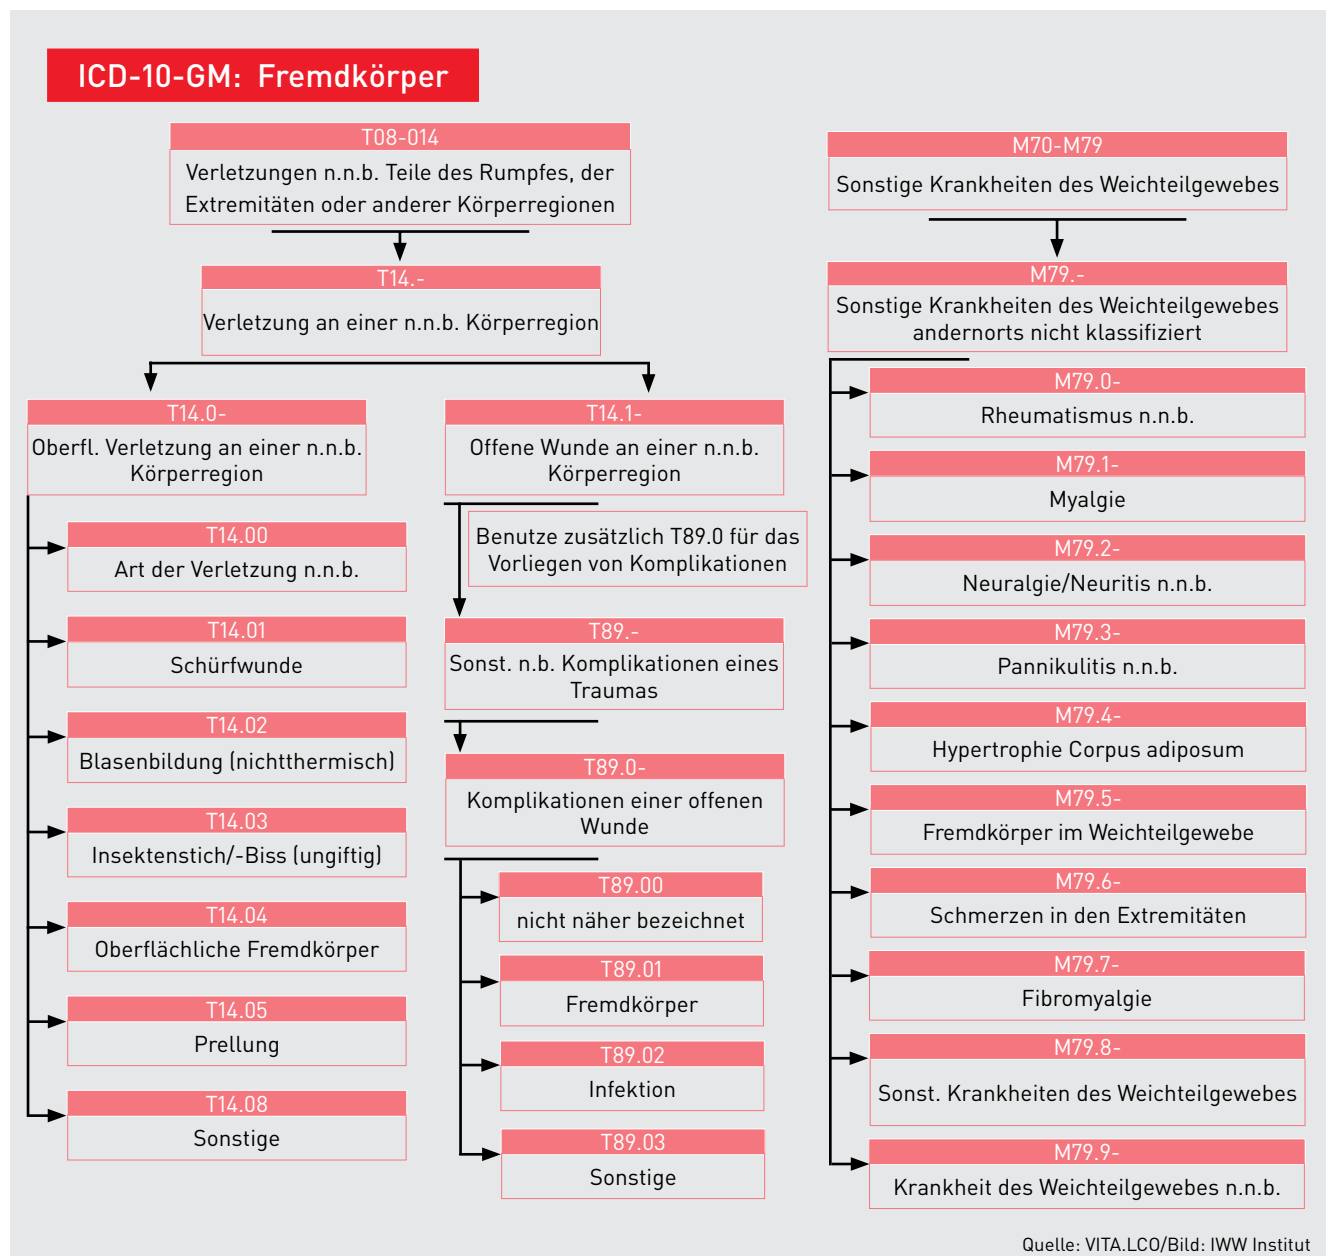 ICD-10-GM: Fremdkörper
T08-014
Verletzungen n.n.b. Teile des Rumpfes, der
Extremitäten oder anderer Körperregionen
T14.-
Verletzung an einer n.n.b. Körperregion
T14.0-
Oberfl. Verletzung an einer n.n.b.
Körperregion
T14.00
Art der Verletzung n.n.b.
T14.01
Schürfwunde
T14.02
Blasenbildung (nichtthermisch)
T14.03
Insektenstich/-Biss (ungiftig)
T14.04
Oberflächliche Fremdkörper
T14.05
Prellung
T14.08
Sonstige
T14.1-
Offene Wunde an einer n.n.b.
Körperregion
Benutze zusätzlich T89.0 für das
Vorliegen von Komplikationen
T89.-
Sonst. n.b. Komplikationen eines
Traumas
T89.0-
Komplikationen einer offenen
Wunde
T89.00
nicht näher bezeichnet
T89.01
Fremdkörper
T89.02
Infektion
T89.03
Sonstige
M70-M79
Sonstige Krankheiten des Weichteilgewebes
M79.-
Sonstige Krankheiten des Weichteilgewebes
andernorts nicht klassifiziert
M79.0-
Rheumatismus n.n.b.
M79.1-
Myalgie
M79.2-
Neuralgie/Neuritis n.n.b.
M79.3-
Pannikulitis n.n.b.
M79.4-
Hypertrophie Corpus adiposum
M79.5-
Fremdkörper im Weichteilgewebe
M79.6-
Schmerzen in den Extremitäten
M79.7-
Fibromyalgie
M79.8-
Sonst. Krankheiten des Weichteilgewebes
M79.9-
Krankheit des Weichteilgewebes n.n.b.
Quelle: VITA.LCO/Bild: IWW Institut